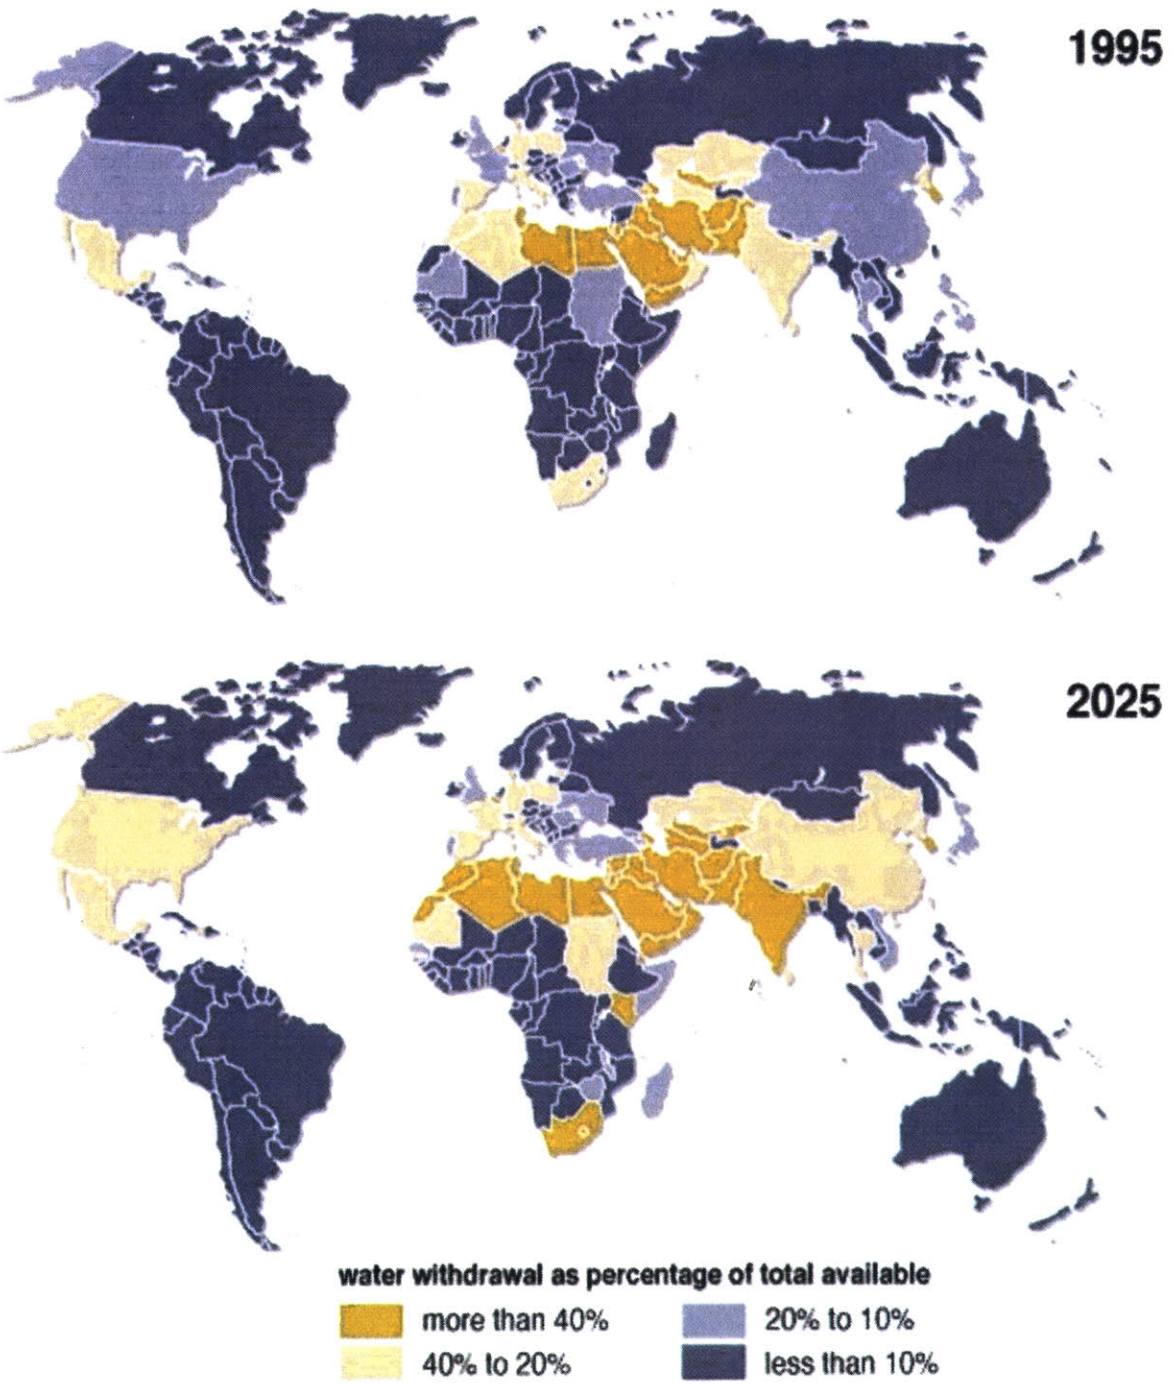 1995
2025
water withdrawal as percentage of total available
more than 40%
20% to 10%
40% to 20%
less than 10%